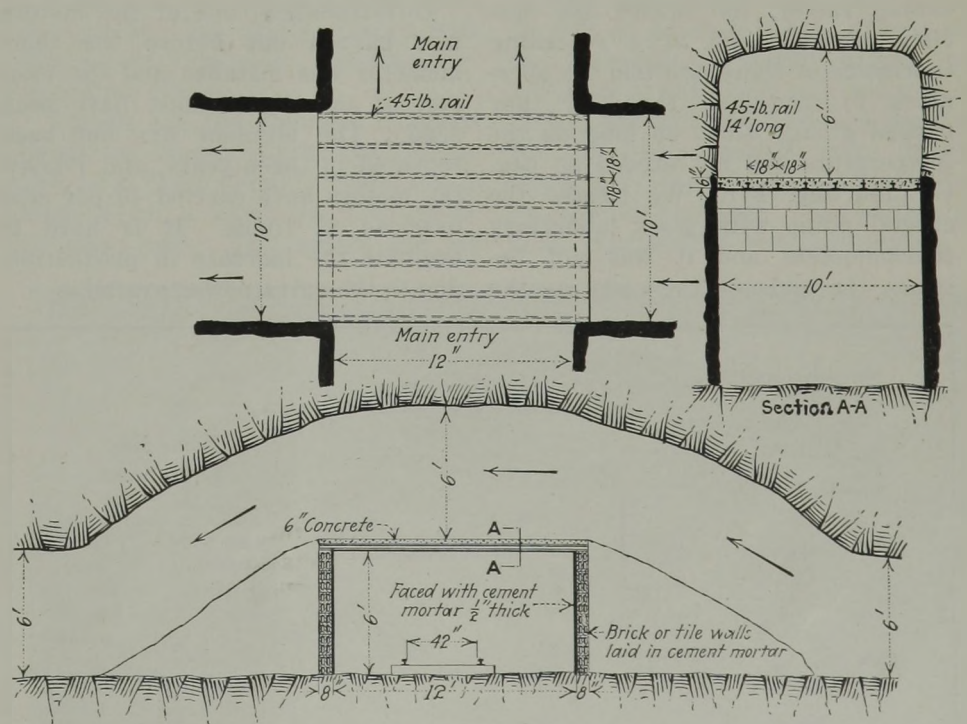 Main
entry
45-lb. rail
10'
18" 18"
10'
Main entry
12"
6'
45-lb. rail
14' long
18" 18"
6"
10'
Section A-A
6'
6" Concrete
A
A
6'
6'
Faced with cement
mortar 1/2" thick
42"
Brick or tile walls
laid in cement mortar
6'
8" 12" 8"